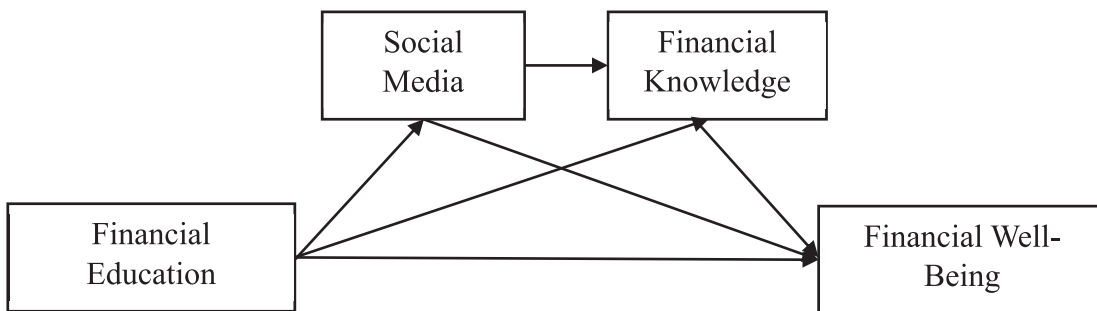 Social
Media
Financial
Knowledge
Financial
Education
Financial Well-
Being